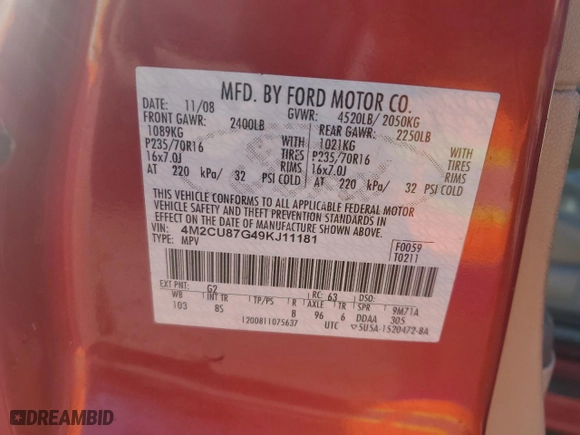 MFD. BY FORD MOTOR CO.
DATE: 11/08 GVWR: 4520LB/ 2050KG
FRONT GAWR: 2400LB REAR GAWR: 2250LB
1089KG WITH 1021KG WITH
P235/70R16 TIRES P235/70R16 TIRES
16x7.0J RIMS 16x7.0J RIMS
AT 220 kPa/ 32 PSI COLD AT 220 kPa/ 32 PSI COLD
THIS VEHICLE CONFORMS TO ALL APPLICABLE FEDERAL MOTOR
VEHICLE SAFETY AND THEFT PREVENTION STANDARDS IN
EFFECT ON THE DATE OF MANUFACTURE SHOWN ABOVE.
VIN: 4M2CU87G49KJ11181
TYPE: MPV
F0059
T0211
EXT PNT: G2 RC: 63 DSO:
WB INT TR TP/PS R AXLE TR SPR 9M71A
103 8S 8 96 6 DDAA 305
1200811075637 UTC 5U5A-1520472-BA
DREAMBID